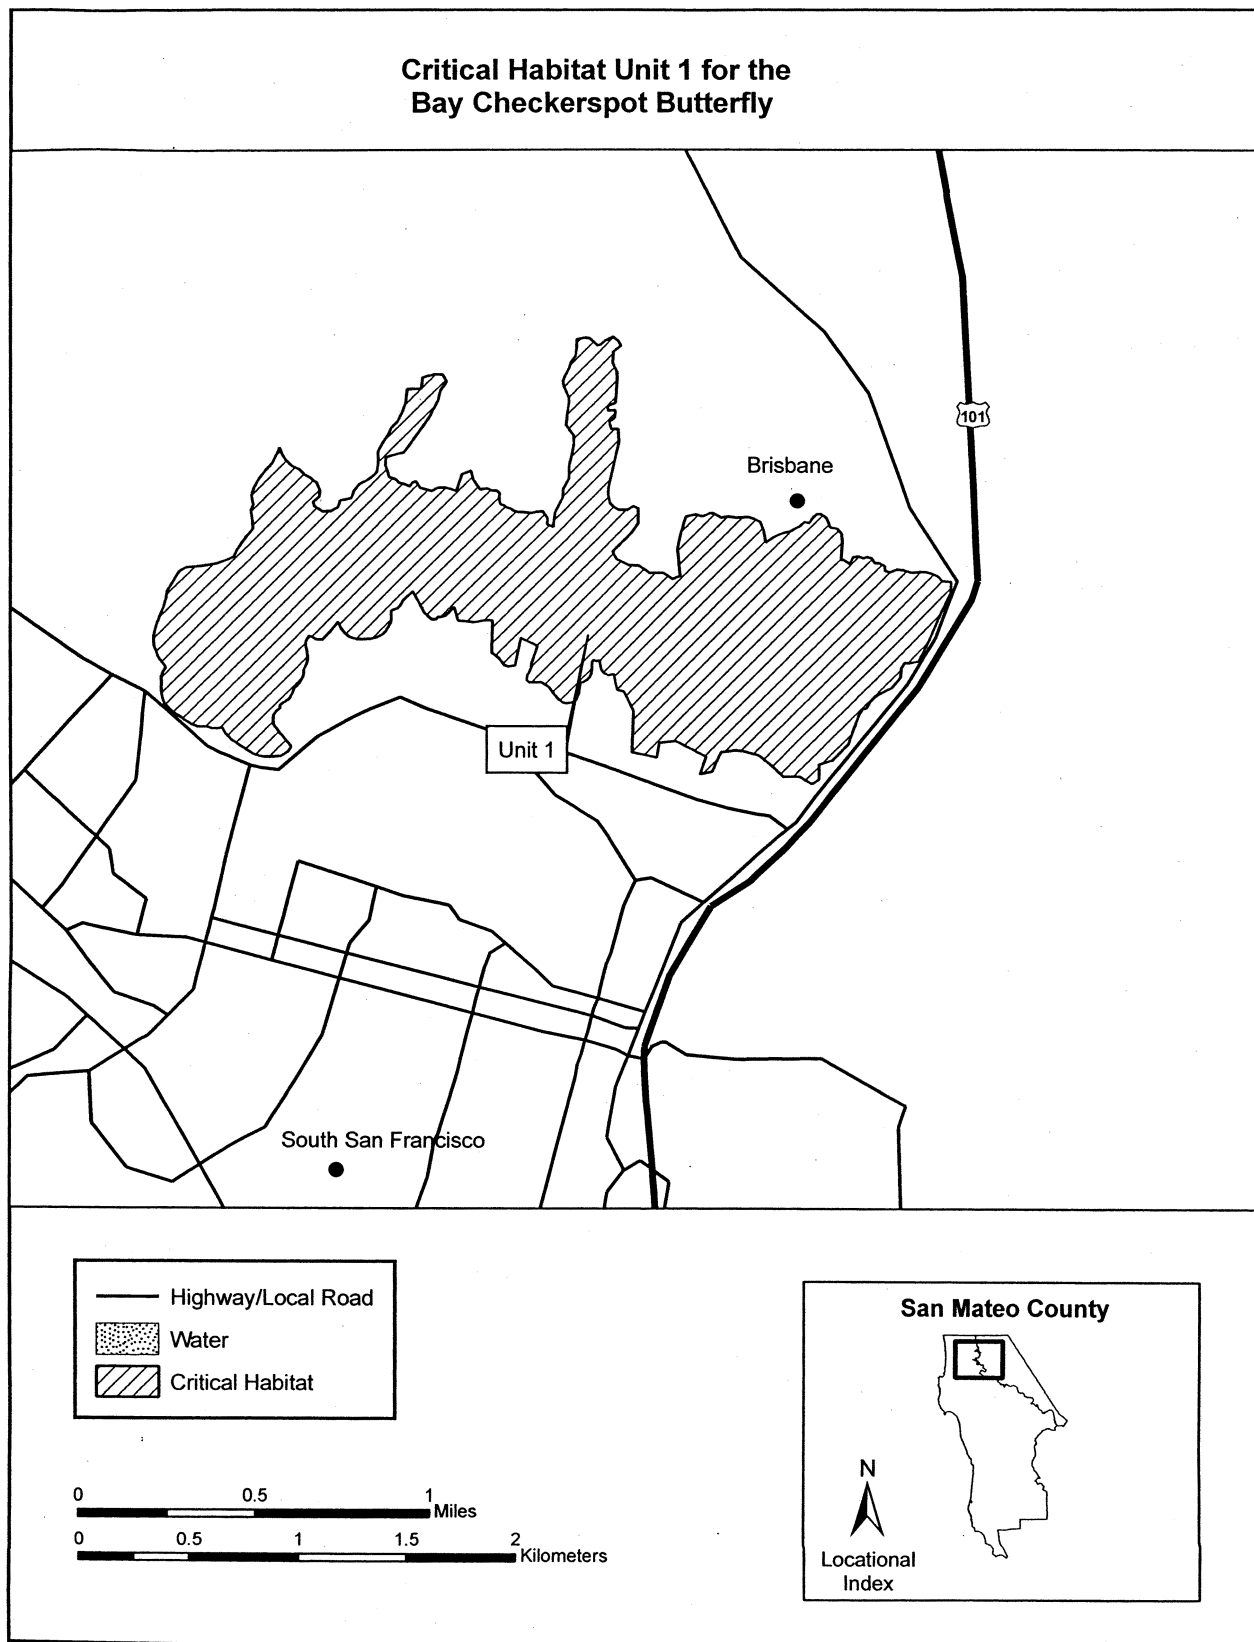 Critical Habitat Unit 1 for the
Bay Checkerspot Butterfly
101
Brisbane
Unit 1
South San Francisco
Highway/Local Road
Water
Critical Habitat
0 0.5 1
Miles
0 0.5 1 1.5 2
Kilometers
San Mateo County
N
Locational
Index